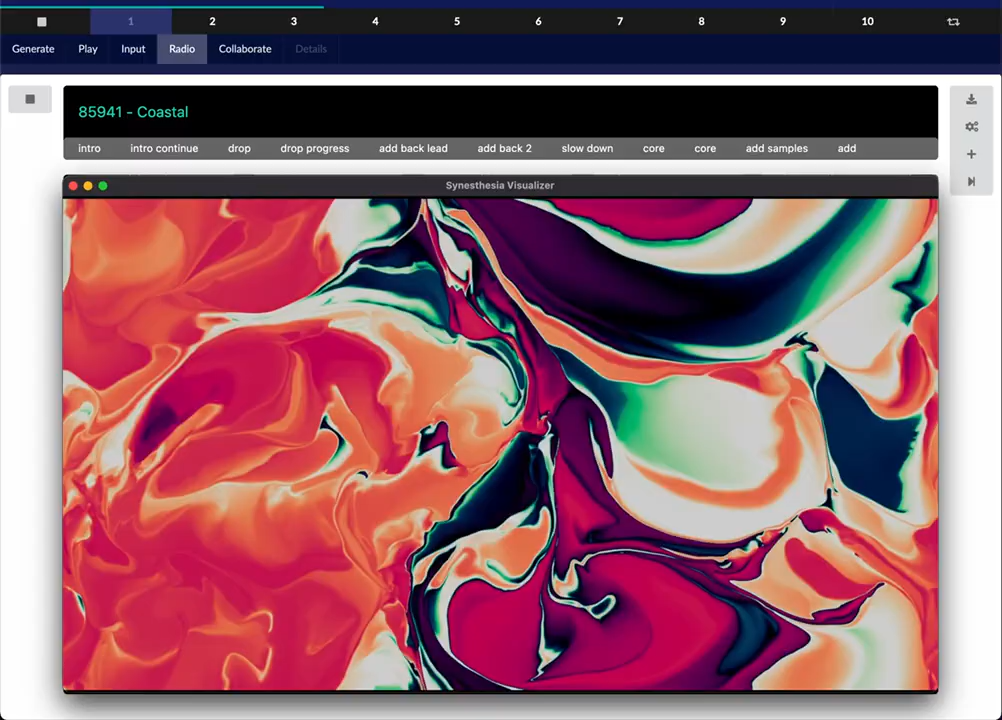 1 2 3 4 5 6 7 8 9 10
Generate Play Input Radio Collaborate Details
85941 - Coastal
intro intro continue drop drop progress add back lead add back 2 slow down core core add samples add
Synesthesia Visualizer